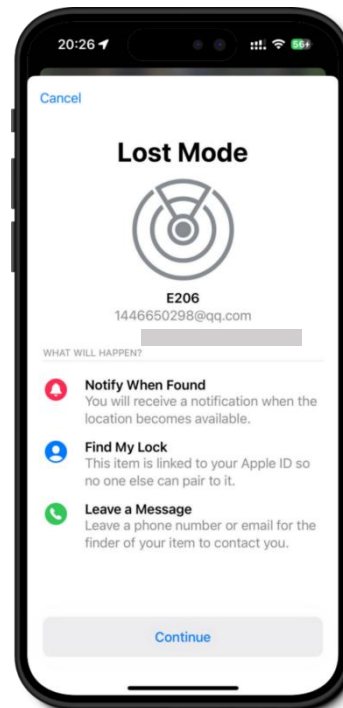 20:26
56
Cancel
Lost Mode
E206
1446650298@qq.com
WHAT WILL HAPPEN?
Notify When Found
You will receive a notification when the
location becomes available.
Find My Lock
This item is linked to your Apple ID so
no one else can pair to it.
Leave a Message
Leave a phone number or email for the
finder of your item to contact you.
Continue